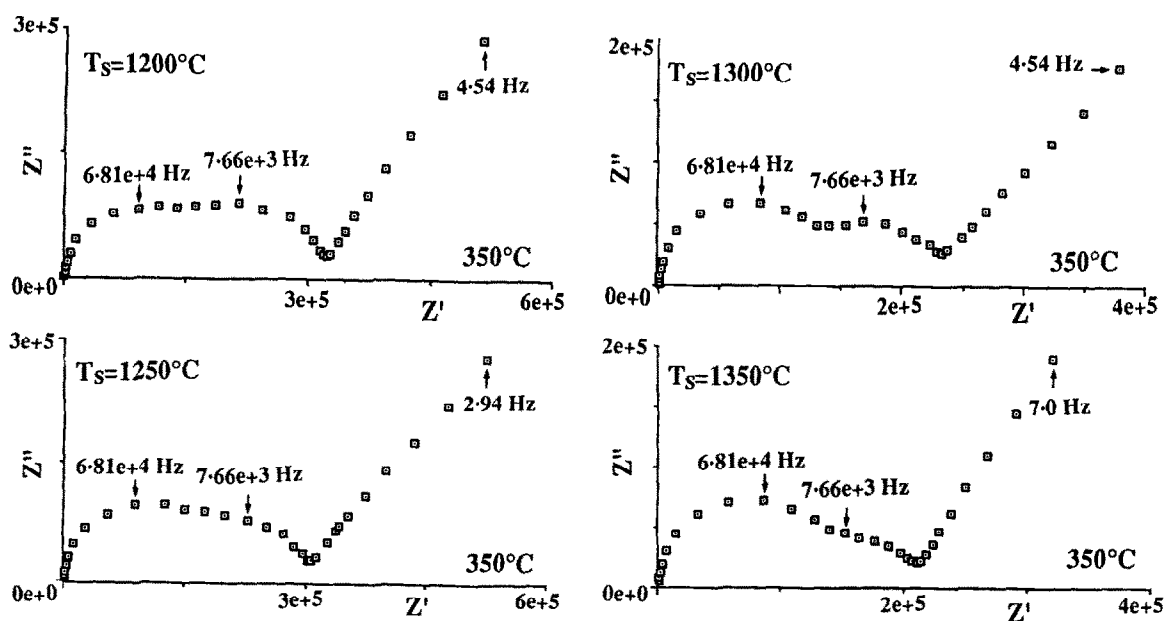 3e+5
Ts=1200°C
4·54 Hz
Z"
6·81e+4 Hz
7·66e+3 Hz
350°C
0e+0
3e+5
6e+5
Z'
2e+5
Ts=1300°C
4·54 Hz
Z"
6·81e+4 Hz
7·66e+3 Hz
350°C
0e+0
2e+5
4e+5
Z'
3e+5
Ts=1250°C
2·94 Hz
Z"
6·81e+4 Hz
7·66e+3 Hz
350°C
0e+0
3e+5
6e+5
Z'
2e+5
Ts=1350°C
7·0 Hz
Z"
6·81e+4 Hz
7·66e+3 Hz
350°C
0e+0
2e+5
4e+5
Z'